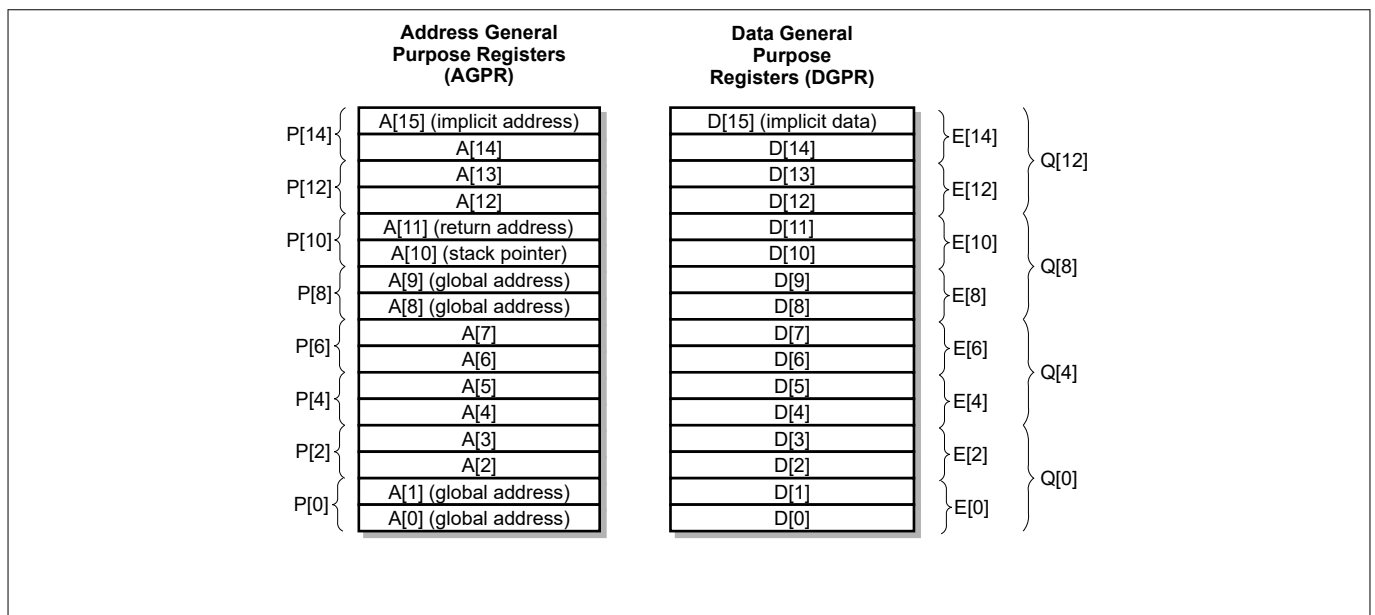 Address General
Purpose Registers
(AGPR)
Data General
Purpose
Registers (DGPR)
P[14]
A[15] (implicit address)
D[15] (implicit data)
E[14]
A[14]
D[14]
Q[12]
P[12]
A[13]
D[13]
E[12]
A[12]
D[12]
P[10]
A[11] (return address)
D[11]
E[10]
A[10] (stack pointer)
D[10]
Q[8]
P[8]
A[9] (global address)
D[9]
E[8]
A[8] (global address)
D[8]
P[6]
A[7]
D[7]
E[6]
A[6]
D[6]
Q[4]
P[4]
A[5]
D[5]
E[4]
A[4]
D[4]
P[2]
A[3]
D[3]
E[2]
A[2]
D[2]
Q[0]
P[0]
A[1] (global address)
D[1]
E[0]
A[0] (global address)
D[0]